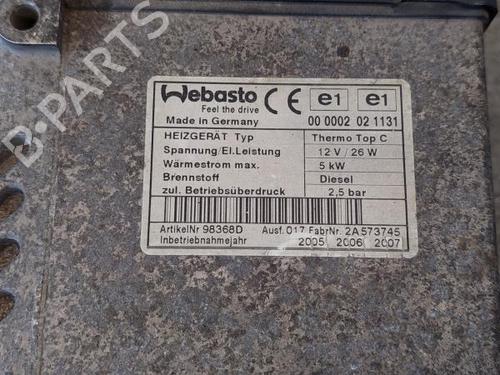 B-PARTS
Webasto CE e1 e1
Feel the drive
Made in Germany 00 0002 02 1131
HEIZGERÄT Typ Thermo Top C
Spannung/El.Leistung 12 V / 26 W
Wärmestrom max. 5 kW
Brennstoff Diesel
zul. Betriebsüberdruck 2,5 bar
ArtikelNr 98368D Ausf. 017 FabrNr. 2A573745
Inbetriebnahmejahr 2005 2006 2007